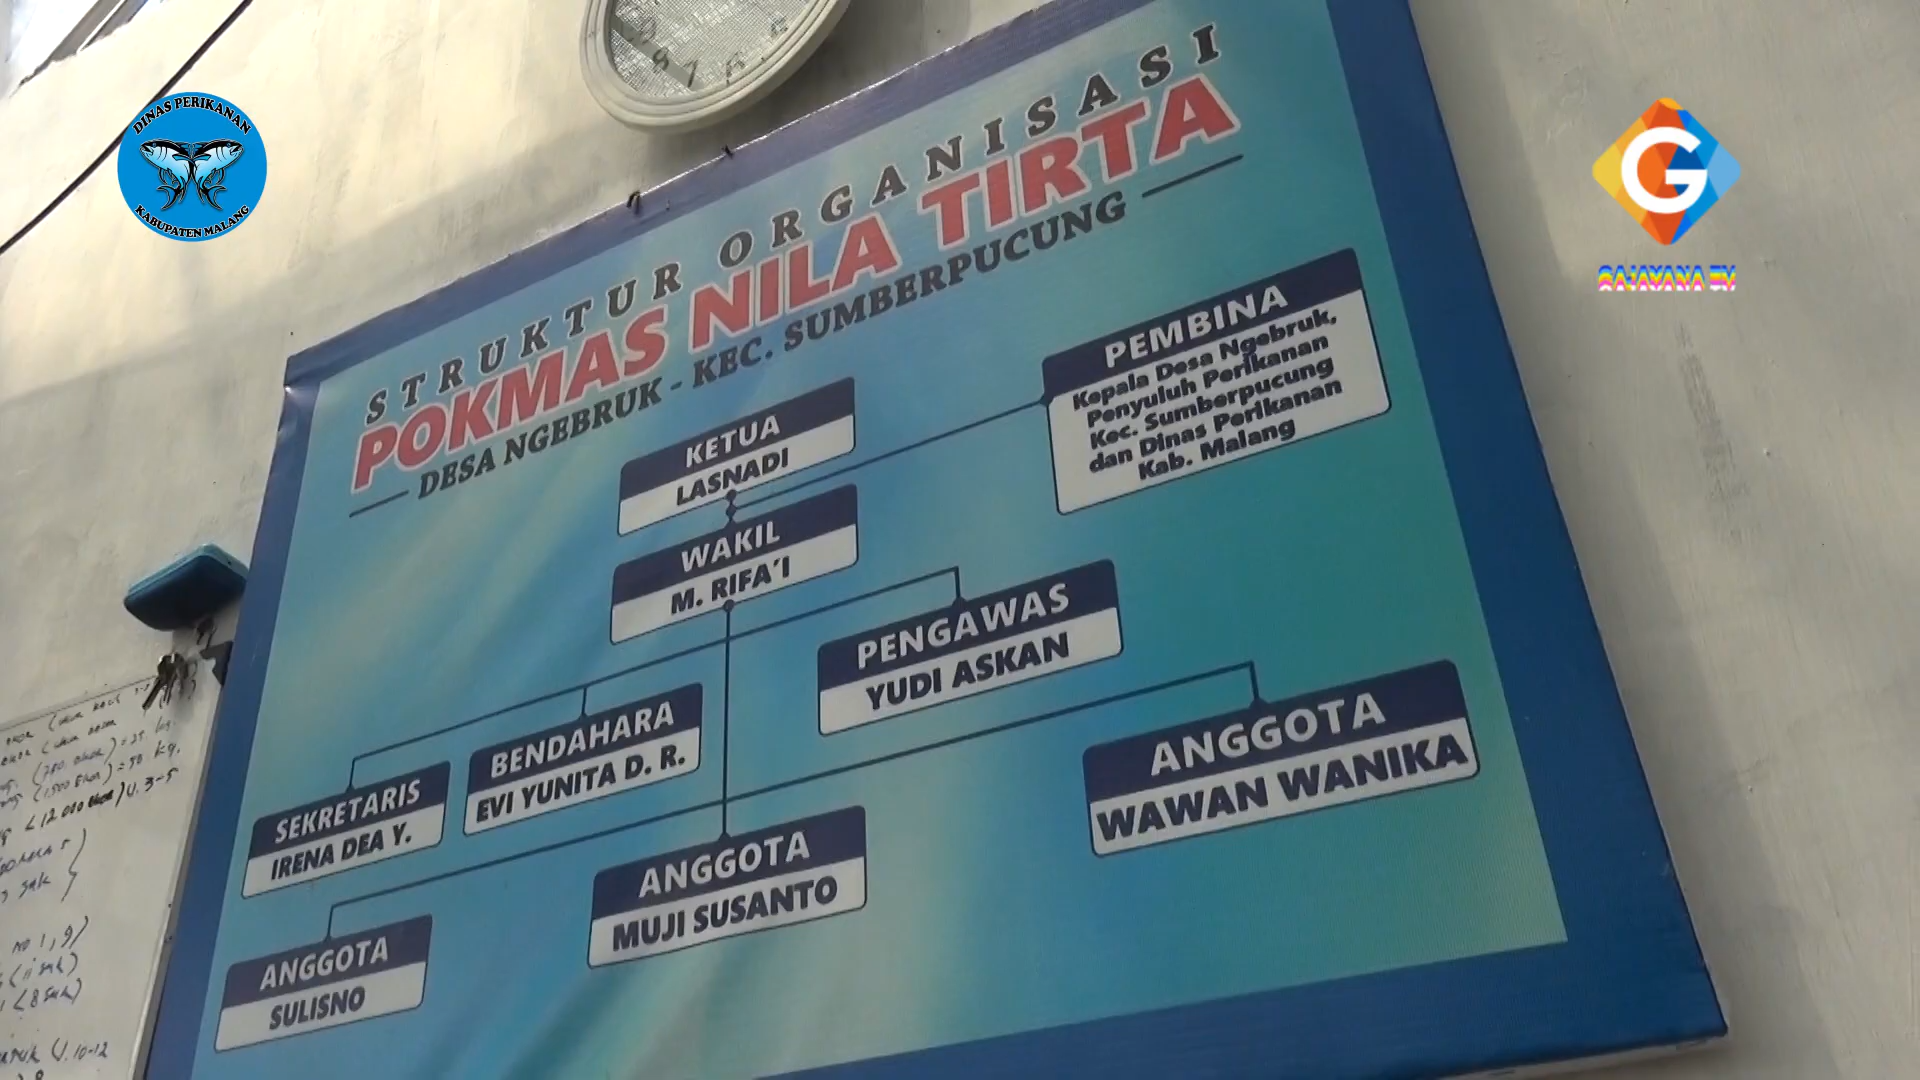 DINAS PERIKANAN
KABUPATEN MALANG
G
GAJAYANA TV
STRUKTUR ORGANISASI
POKMAS NILA TIRTA
DESA NGEBRUK - KEC. SUMBERPUCUNG
PEMBINA
Kepala Desa Ngebruk,
Penyuluh Perikanan
Kec. Sumberpucung
dan Dinas Perikanan
Kab. Malang
KETUA
LASNADI
WAKIL
M. RIFA'I
PENGAWAS
YUDI ASKAN
BENDAHARA
EVI YUNITA D. R.
SEKRETARIS
IRENA DEA Y.
ANGGOTA
WAWAN WANIKA
ANGGOTA
MUJI SUSANTO
ANGGOTA
SULISNO